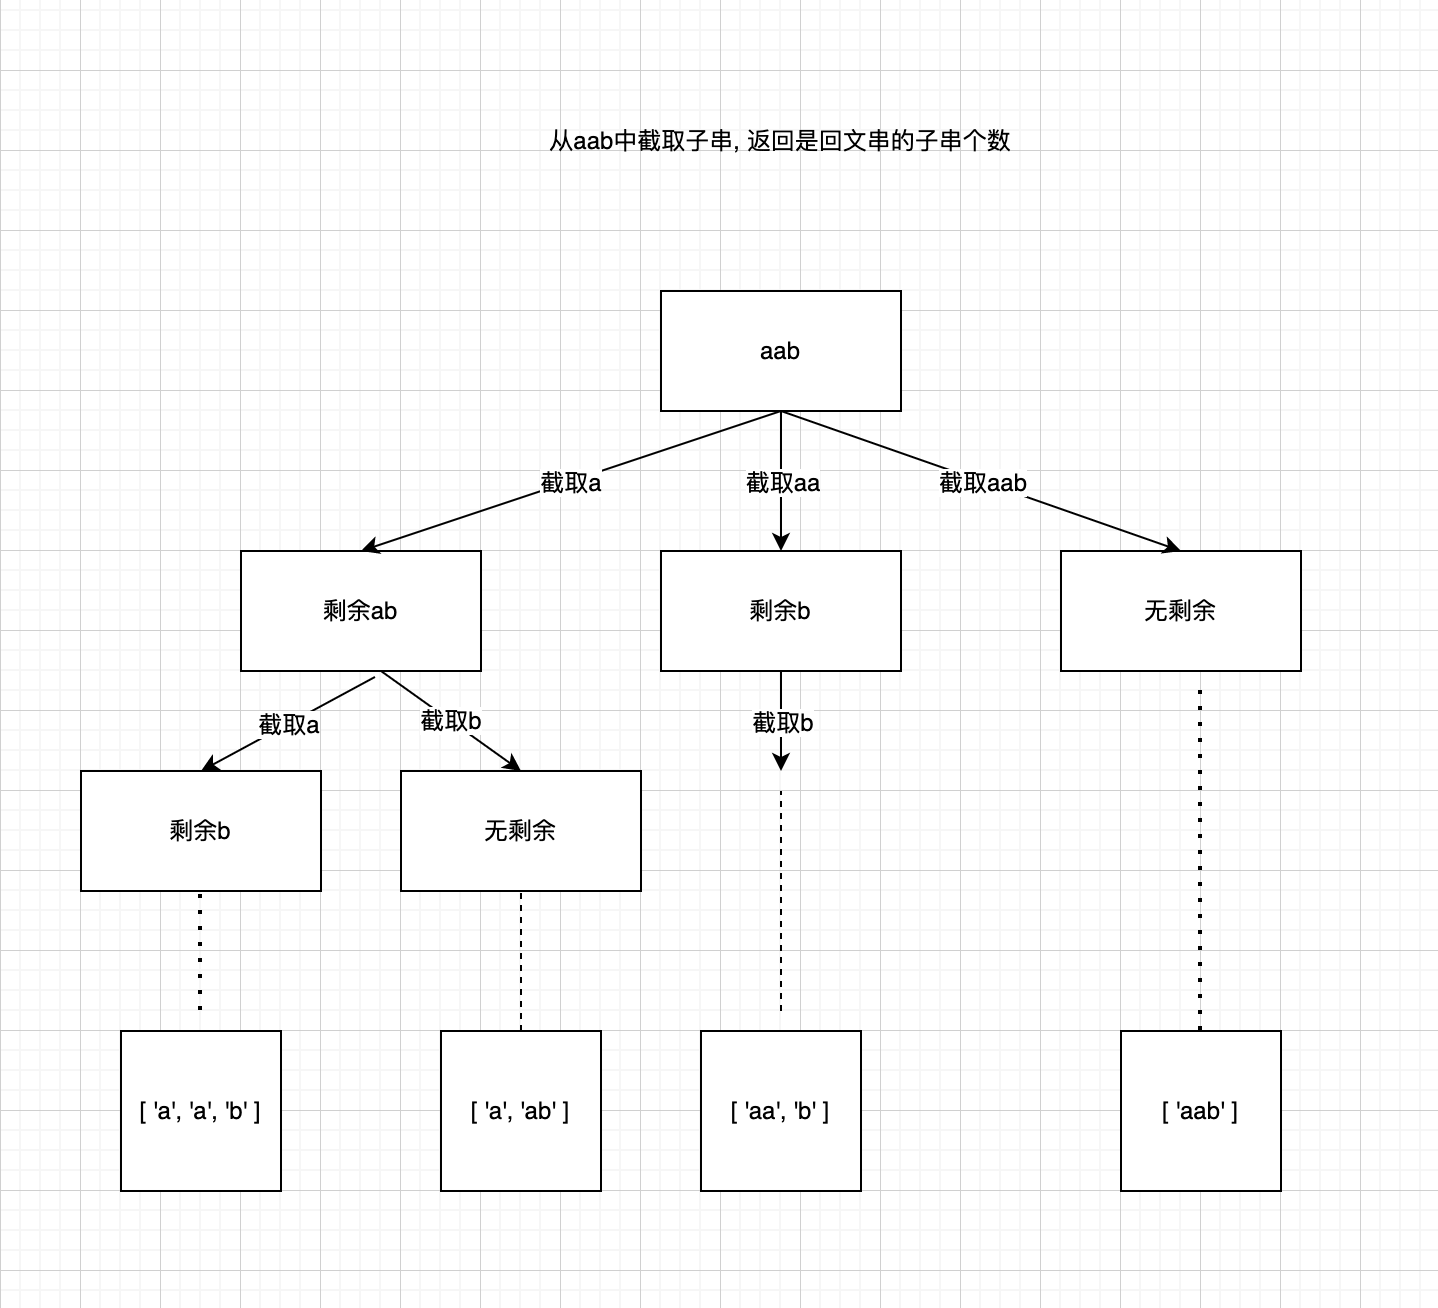 从aab中截取子串, 返回是回文串的子串个数
aab
截取a
截取aa
截取aab
剩余ab
剩余b
无剩余
截取a
截取b
截取b
剩余b
无剩余
[ 'a', 'a', 'b' ]
[ 'a', 'ab' ]
[ 'aa', 'b' ]
[ 'aab' ]